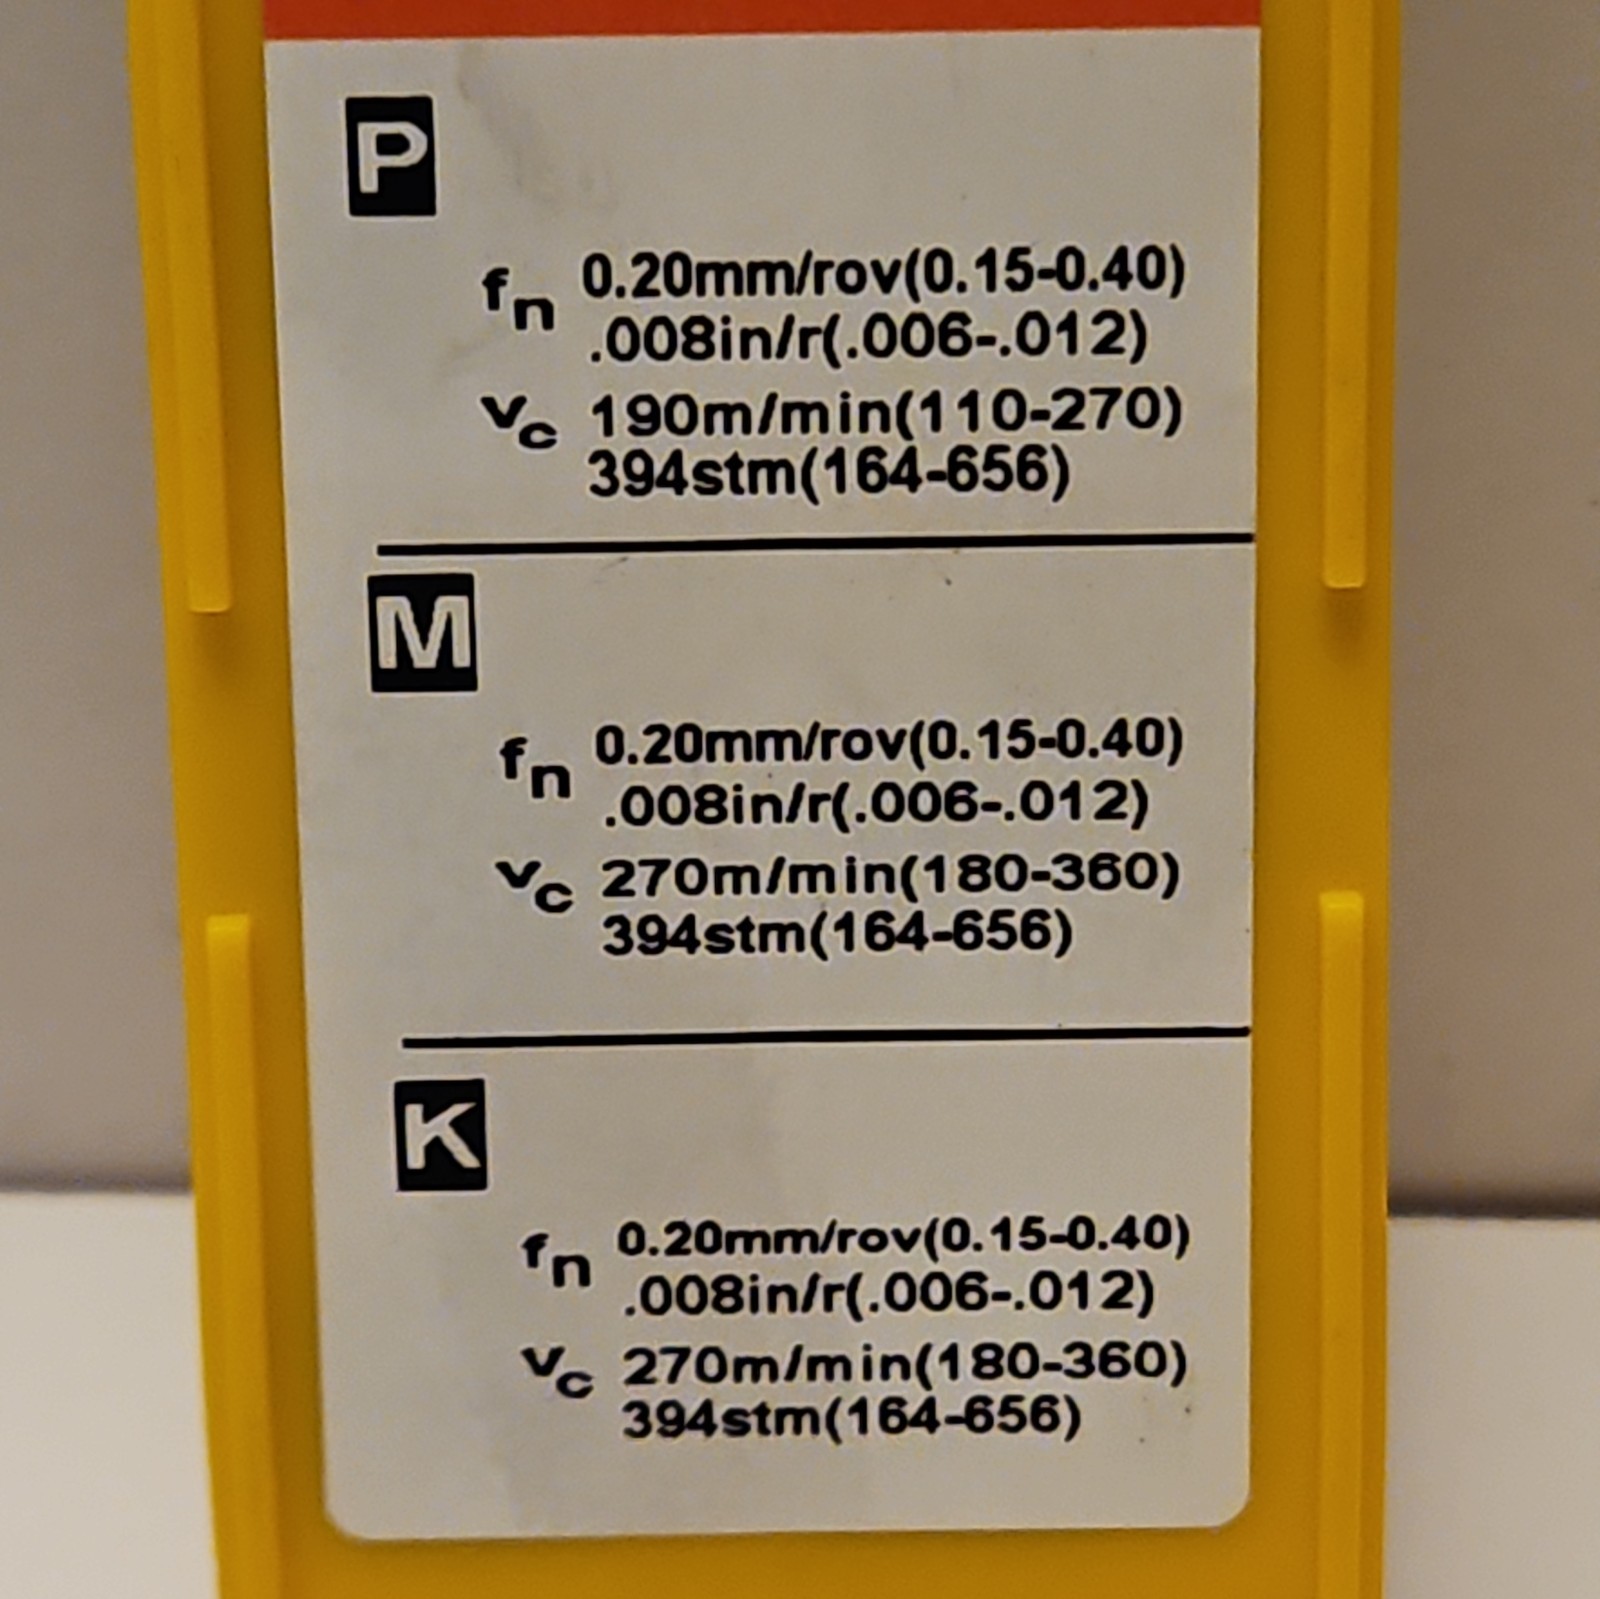 P
fn 0.20mm/rov(0.15-0.40)
.008in/r(.006-.012)
vc 190m/min(110-270)
394stm(164-656)
M
fn 0.20mm/rov(0.15-0.40)
.008in/r(.006-.012)
vc 270m/min(180-360)
394stm(164-656)
K
fn 0.20mm/rov(0.15-0.40)
.008in/r(.006-.012)
vc 270m/min(180-360)
394stm(164-656)